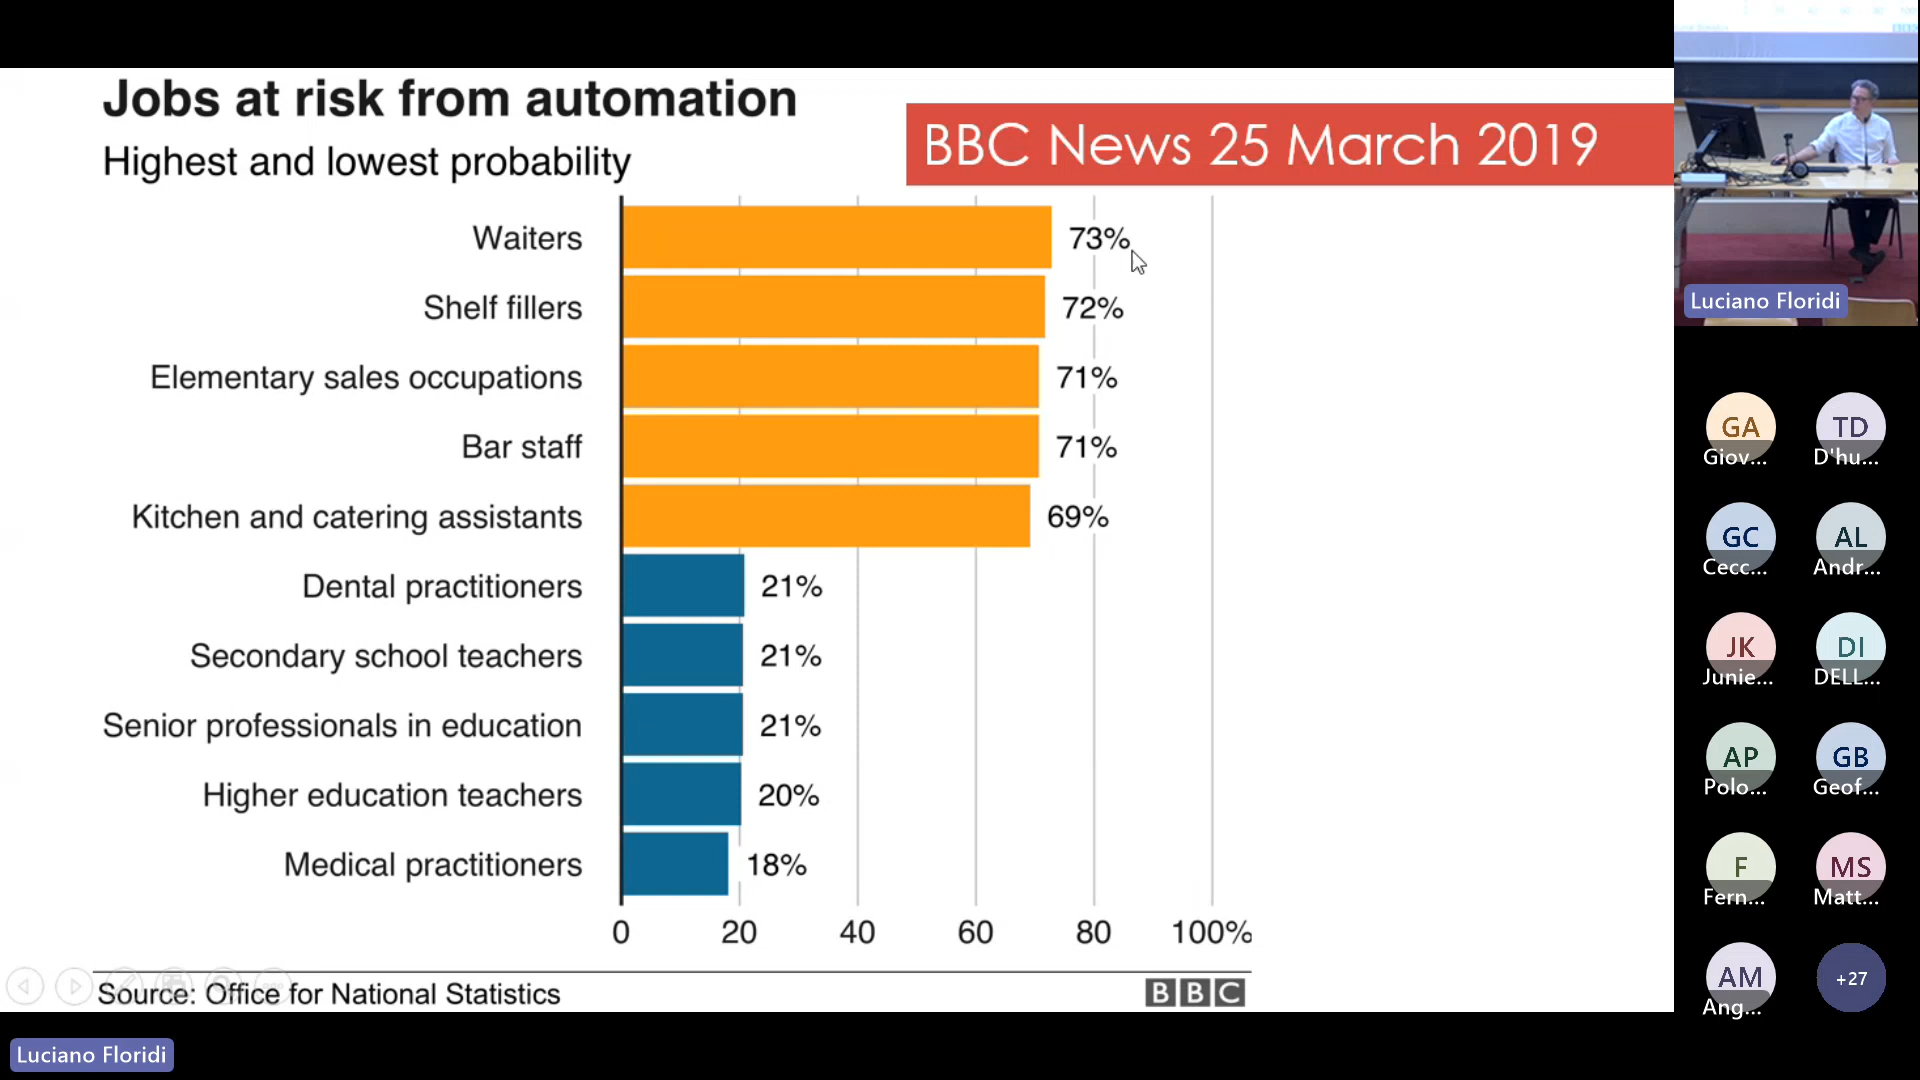 Jobs at risk from automation
Highest and lowest probability
BBC News 25 March 2019
Waiters 73%
Shelf fillers 72%
Elementary sales occupations 71%
Bar staff 71%
Kitchen and catering assistants 69%
Dental practitioners 21%
Secondary school teachers 21%
Senior professionals in education 21%
Higher education teachers 20%
Medical practitioners 18%
0 20 40 60 80 100%
Source: Office for National Statistics
BBC
Luciano Floridi
Luciano Floridi
GA TD
Giov... D'hu...
GC AL
Cecc... Andr...
JK DI
Junie... DELL...
AP GB
Polo... Geof...
F MS
Fern... Matt...
AM +27
Ang...